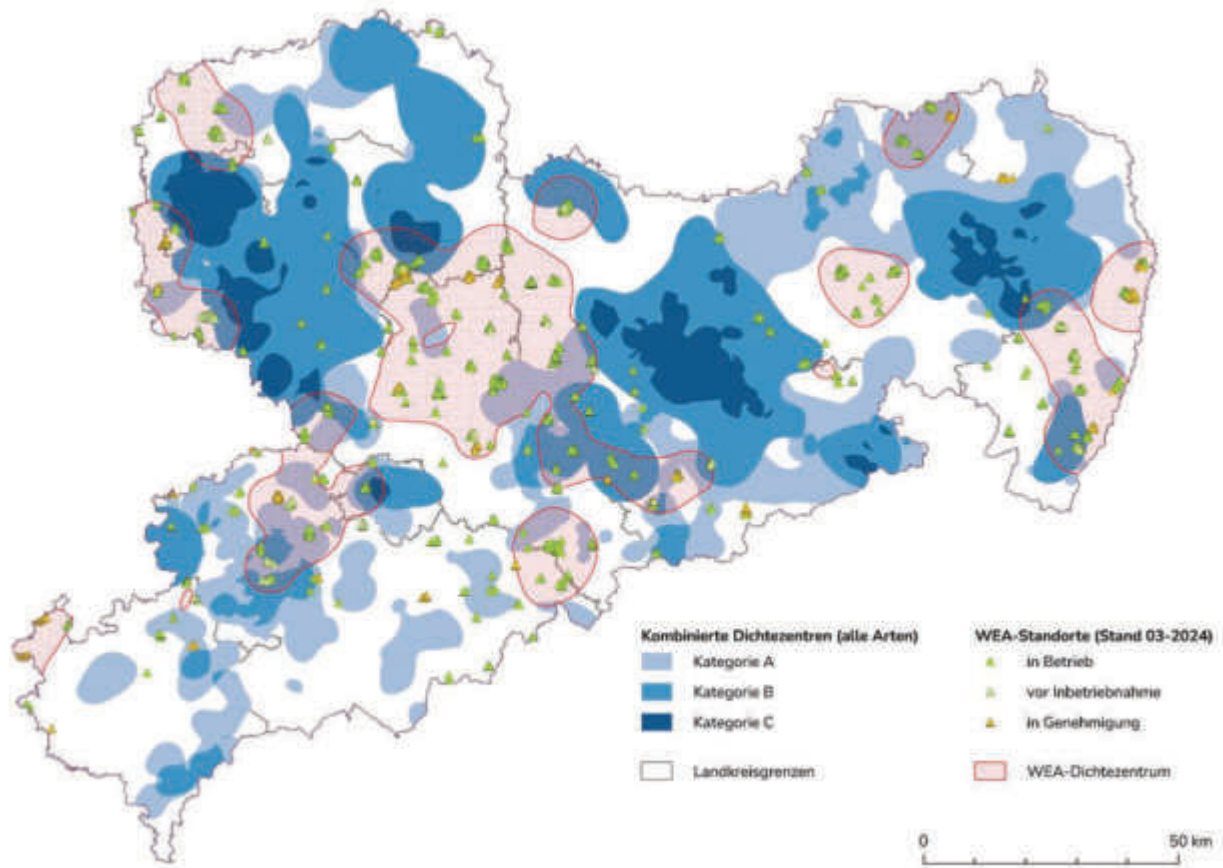 Kombinierte Dichtezentren (alle Arten)
Kategorie A
Kategorie B
Kategorie C
Landkreisgrenzen
WEA-Standorte (Stand 03-2024)
in Betrieb
vor Inbetriebnahme
in Genehmigung
WEA-Dichtezentrum
0 50 km